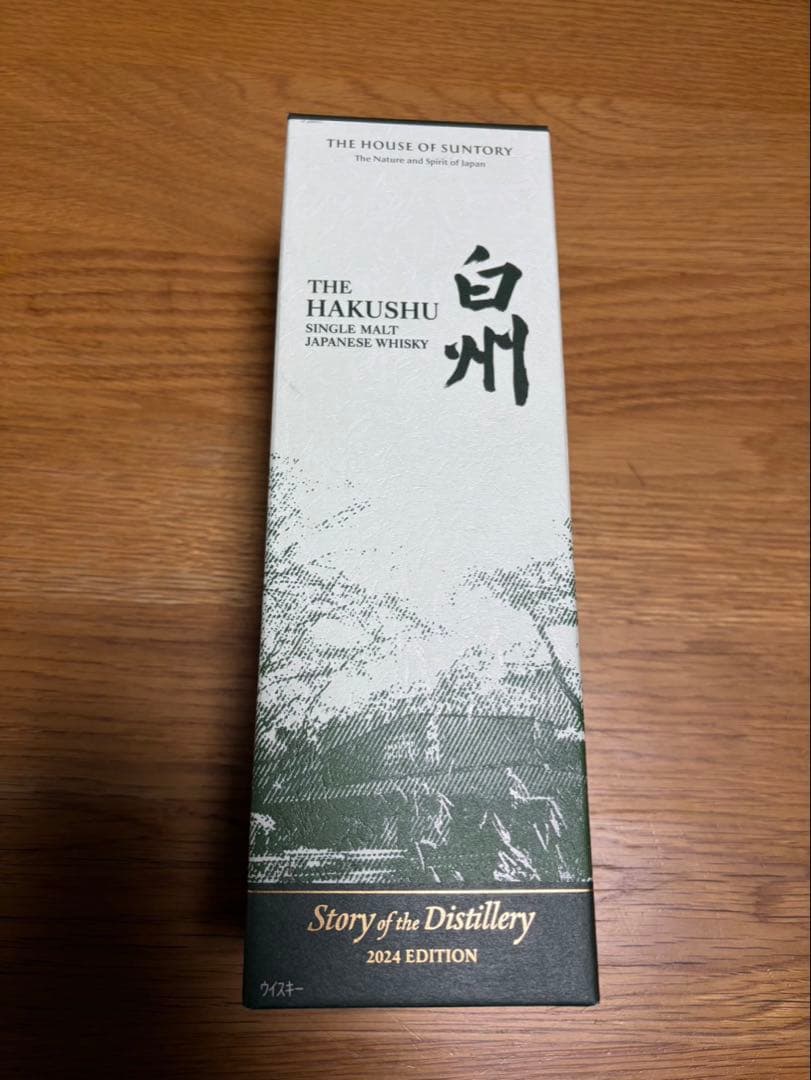 THE HOUSE OF SUNTORY
The Nature and Spirit of Japan
白州
THE
HAKUSHU
SINGLE MALT
JAPANESE WHISKY
Story of the Distillery
2024 EDITION
ウイスキー